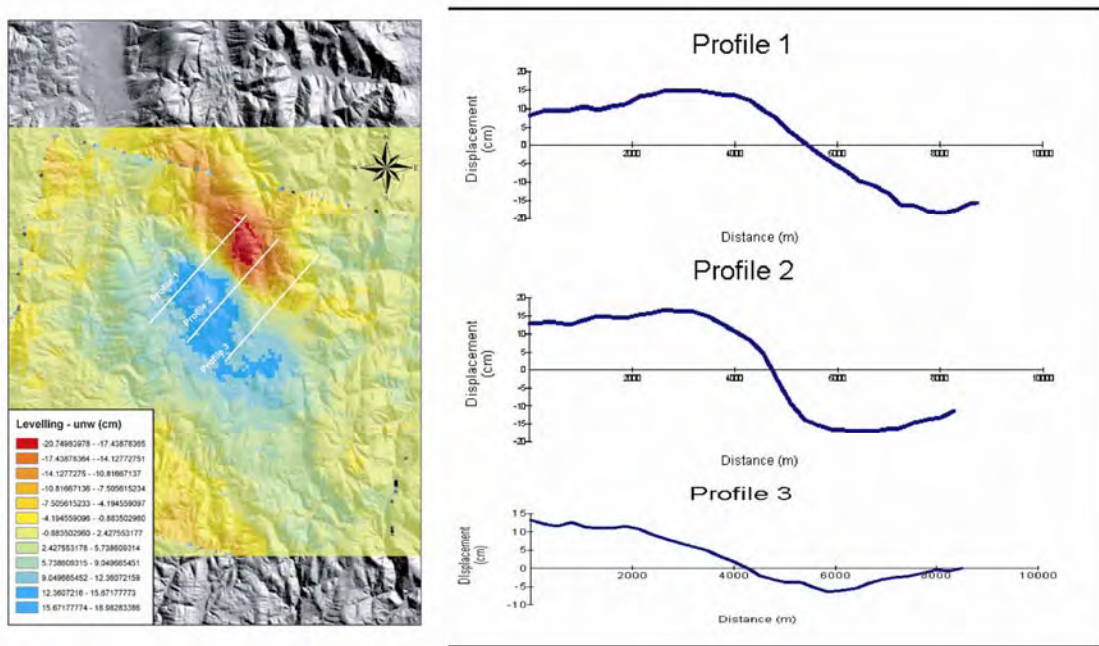 Profile 1
Profile 2
Profile 3
Levelling - unw (cm)
-20.74983978 - -17.43878365
-17.43878364 - -14.12772751
-14.1277275 - -10.81667137
-10.81667136 - -7.505615234
-7.505615233 - -4.194559097
-4.194559096 - -0.883502960
-0.883502960 - 2.427553177
2.427553178 - 5.738609314
5.738609315 - 9.049665451
9.049665452 - 12.36072159
12.3607216 - 15.67177773
15.67177774 - 18.98283386
Profile 1
Displacement
(cm)
20
15
10
5
0
-5
-10
-15
-20
2000
4000
6000
8000
10000
Distance (m)
Profile 2
Displacement
(cm)
20
15
10
5
0
-5
-10
-15
-20
2000
4000
6000
8000
10000
Distance (m)
Profile 3
Displacement
(cm)
15
10
5
0
-5
-10
2000
4000
6000
8000
10000
Distance (m)